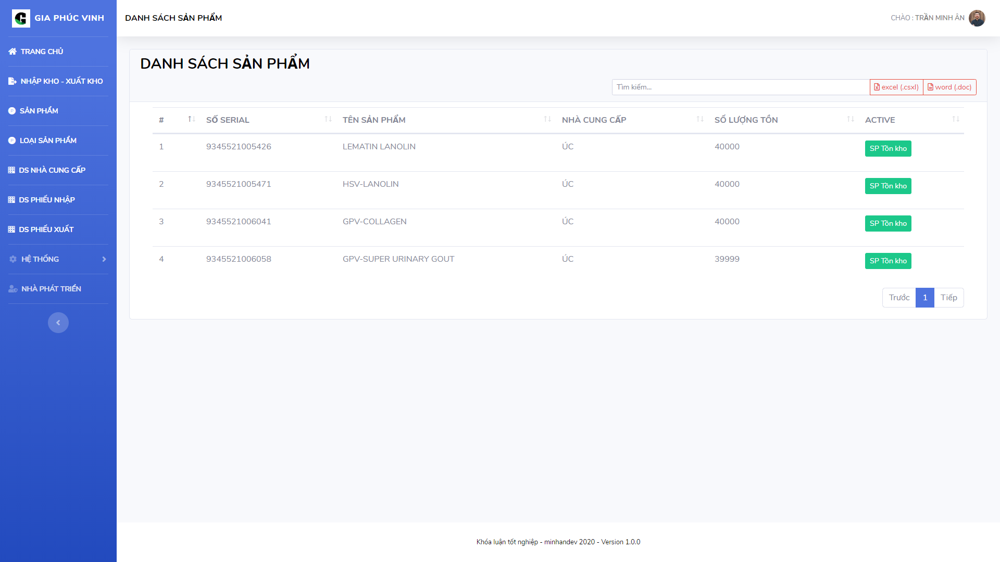 GIA PHÚC VINH
DANH SÁCH SẢN PHẨM
CHÀO : TRẦN MINH ÂN
TRANG CHỦ
NHẬP KHO - XUẤT KHO
SẢN PHẨM
LOẠI SẢN PHẨM
DS NHÀ CUNG CẤP
DS PHIẾU NHẬP
DS PHIẾU XUẤT
HỆ THỐNG
NHÀ PHÁT TRIỂN
DANH SÁCH SẢN PHẨM
Tìm kiếm... excel (.csxl) word (.doc)
# SỐ SERIAL TÊN SẢN PHẨM NHÀ CUNG CẤP SỐ LƯỢNG TỒN ACTIVE
1 9345521005426 LEMATIN LANOLIN ÚC 40000 SP Tồn kho
2 9345521005471 HSV-LANOLIN ÚC 40000 SP Tồn kho
3 9345521006041 GPV-COLLAGEN ÚC 40000 SP Tồn kho
4 9345521006058 GPV-SUPER URINARY GOUT ÚC 39999 SP Tồn kho
Trước 1 Tiếp
Khóa luận tốt nghiệp - minhandev 2020 - Version 1.0.0